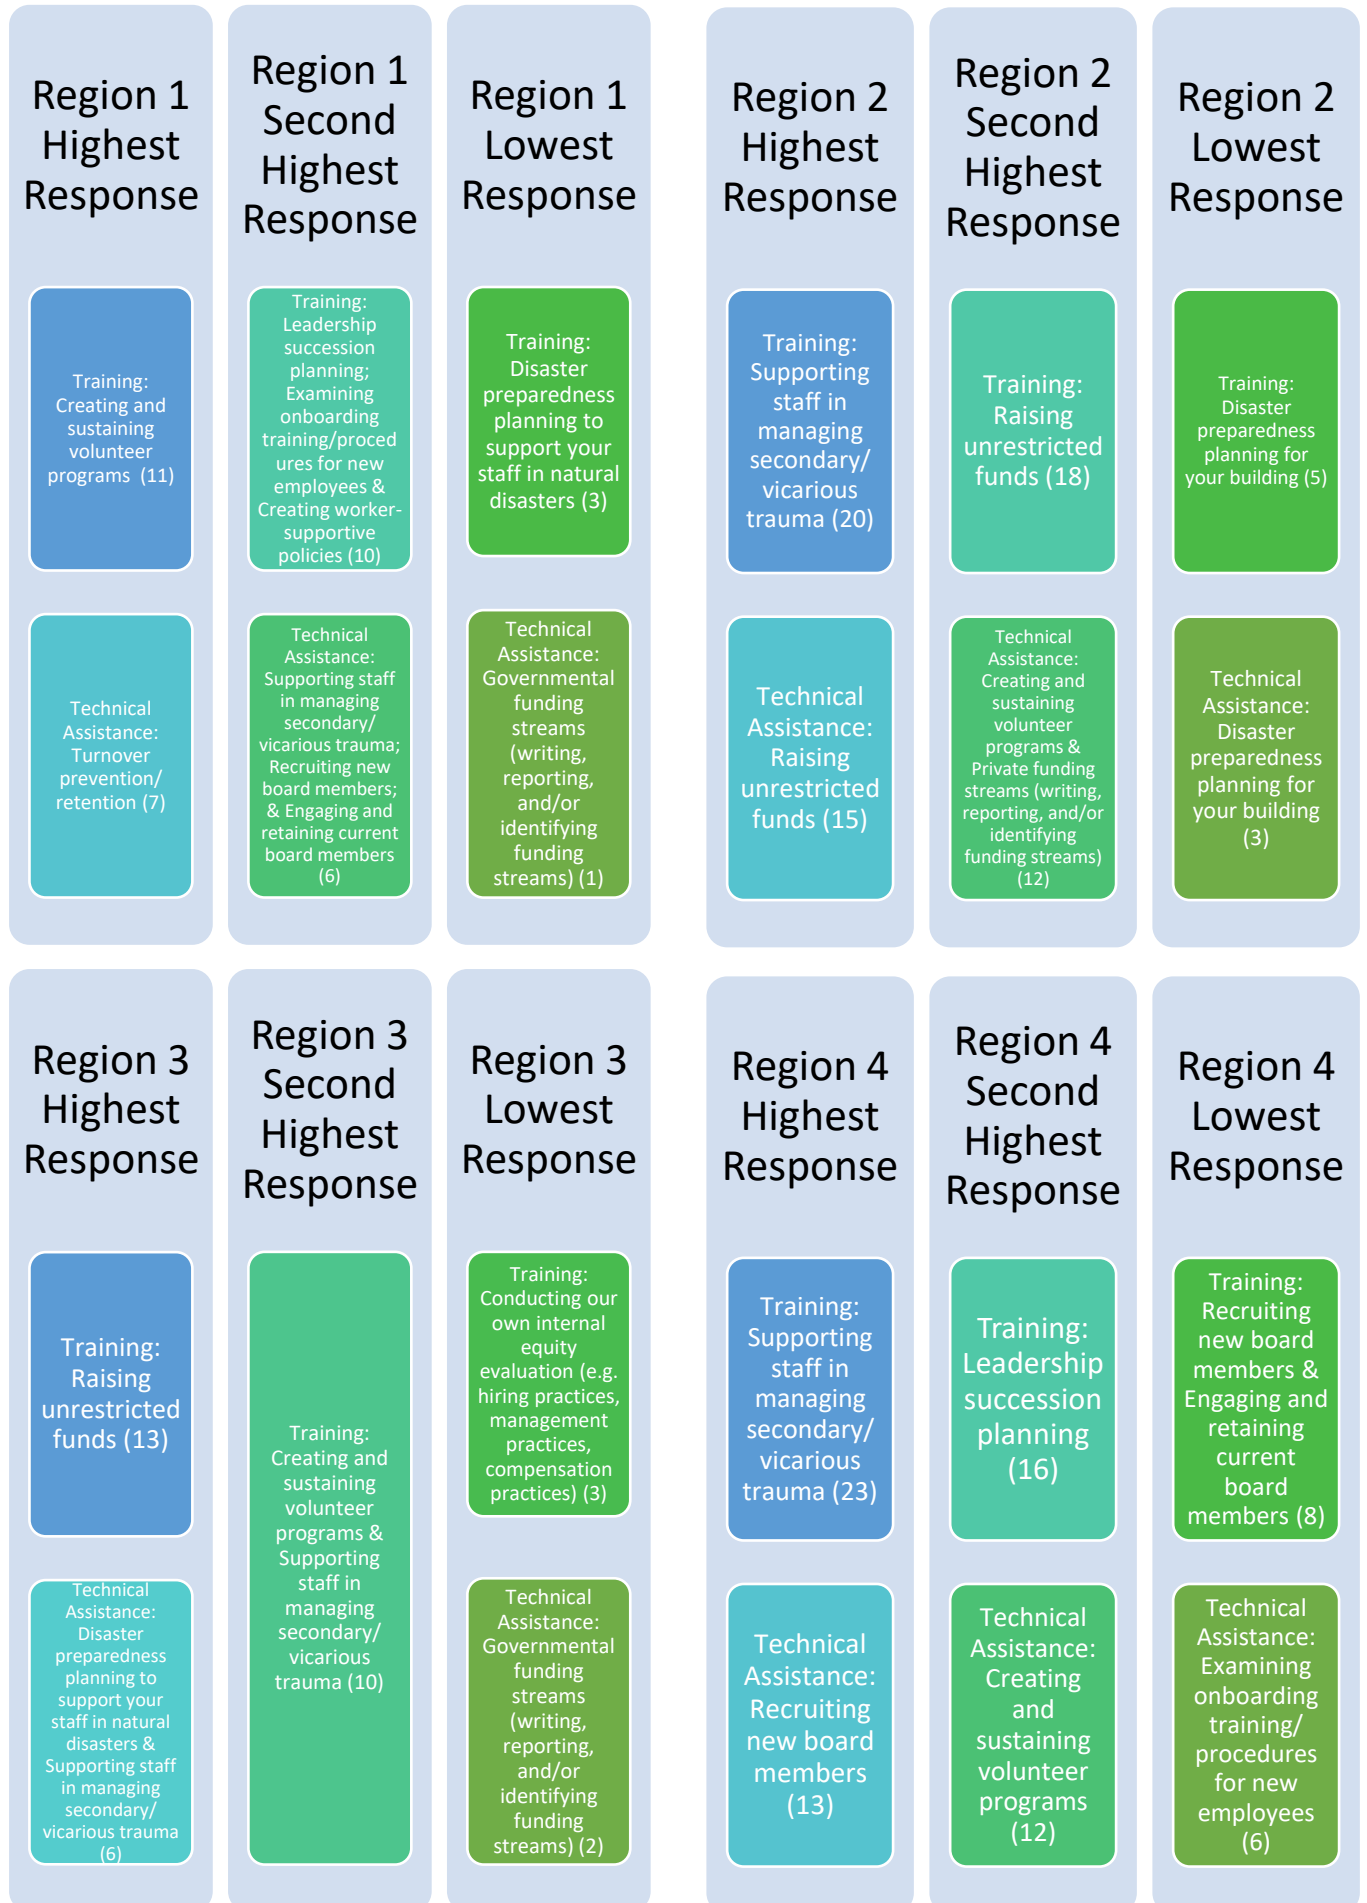 Region 1
Highest
Response
Training:
Creating and
sustaining
volunteer
programs (11)
Technical
Assistance:
Turnover
prevention/
retention (7)
Region 1
Second
Highest
Response
Training:
Leadership
succession
planning;
Examining
onboarding
training/proced
ures for new
employees &
Creating worker-
supportive
policies (10)
Technical
Assistance:
Supporting staff
in managing
secondary/
vicarious trauma;
Recruiting new
board members;
& Engaging and
retaining current
board members
(6)
Region 1
Lowest
Response
Training:
Disaster
preparedness
planning to
support your
staff in natural
disasters (3)
Technical
Assistance:
Governmental
funding
streams
(writing,
reporting,
and/or
identifying
funding
streams) (1)
Region 2
Highest
Response
Training:
Supporting
staff in
managing
secondary/
vicarious
trauma (20)
Technical
Assistance:
Raising
unrestricted
funds (15)
Region 2
Second
Highest
Response
Training:
Raising
unrestricted
funds (18)
Technical
Assistance:
Creating and
sustaining
volunteer
programs &
Private funding
streams (writing,
reporting, and/or
identifying
funding streams)
(12)
Region 2
Lowest
Response
Training:
Disaster
preparedness
planning for
your building (5)
Technical
Assistance:
Disaster
preparedness
planning for
your building
(3)
Region 3
Highest
Response
Training:
Raising
unrestricted
funds (13)
Technical
Assistance:
Disaster
preparedness
planning to
support your
staff in natural
disasters &
Supporting staff
in managing
secondary/
vicarious trauma
(6)
Region 3
Second
Highest
Response
Training:
Creating and
sustaining
volunteer
programs &
Supporting
staff in
managing
secondary/
vicarious
trauma (10)
Region 3
Lowest
Response
Training:
Conducting our
own internal
equity
evaluation (e.g.
hiring practices,
management
practices,
compensation
practices) (3)
Technical
Assistance:
Governmental
funding
streams
(writing,
reporting,
and/or
identifying
funding
streams) (2)
Region 4
Highest
Response
Training:
Supporting
staff in
managing
secondary/
vicarious
trauma (23)
Technical
Assistance:
Recruiting
new board
members
(13)
Region 4
Second
Highest
Response
Training:
Leadership
succession
planning
(16)
Technical
Assistance:
Creating
and
sustaining
volunteer
programs
(12)
Region 4
Lowest
Response
Training:
Recruiting
new board
members &
Engaging and
retaining
current
board
members (8)
Technical
Assistance:
Examining
onboarding
training/
procedures
for new
employees
(6)